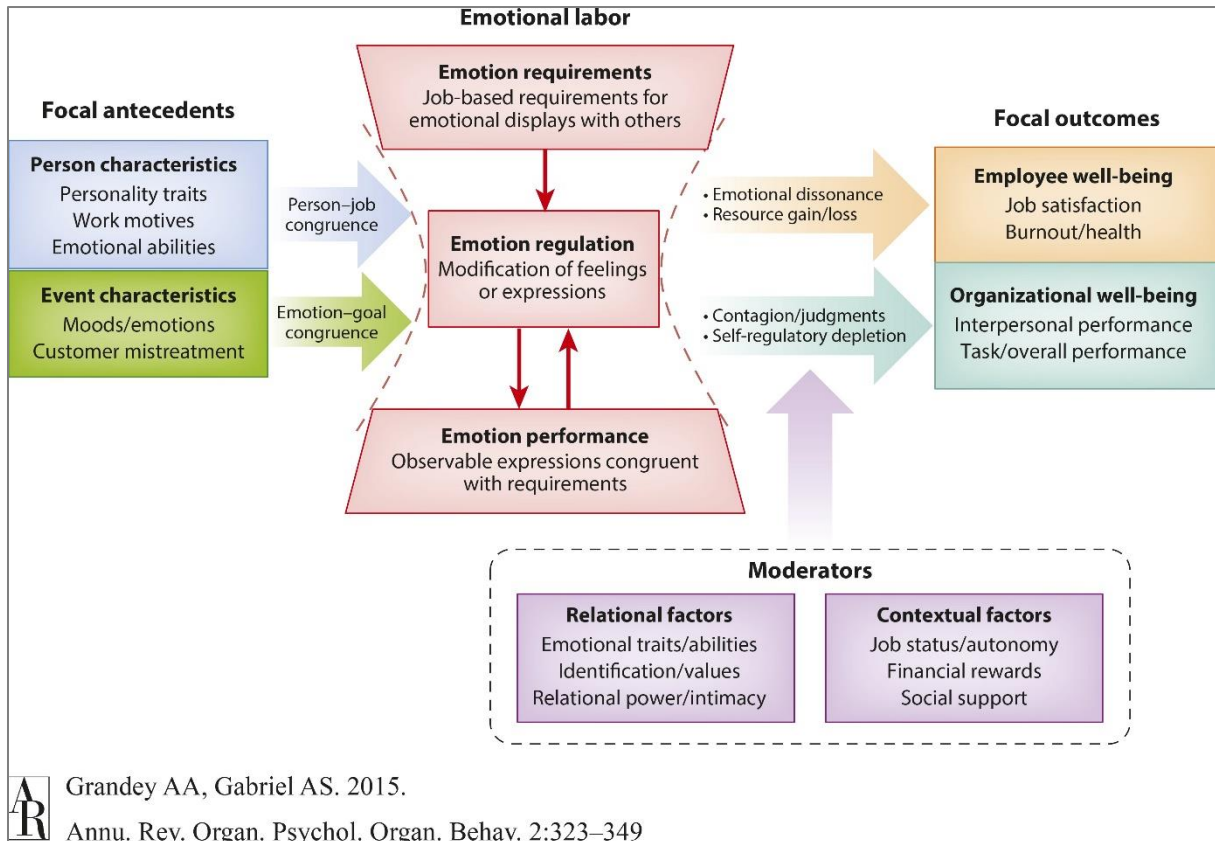 Emotional labor
Emotion requirements
Job-based requirements for
emotional displays with others
Focal antecedents
Person characteristics
Personality traits
Work motives
Emotional abilities
Event characteristics
Moods/emotions
Customer mistreatment
Person–job
congruence
Emotion–goal
congruence
Emotion regulation
Modification of feelings
or expressions
Emotion performance
Observable expressions congruent
with requirements
• Emotional dissonance
• Resource gain/loss
• Contagion/judgments
• Self-regulatory depletion
Focal outcomes
Employee well-being
Job satisfaction
Burnout/health
Organizational well-being
Interpersonal performance
Task/overall performance
Moderators
Relational factors
Emotional traits/abilities
Identification/values
Relational power/intimacy
Contextual factors
Job status/autonomy
Financial rewards
Social support
AR
Grandey AA, Gabriel AS. 2015.
Annu. Rev. Organ. Psychol. Organ. Behav. 2:323–349